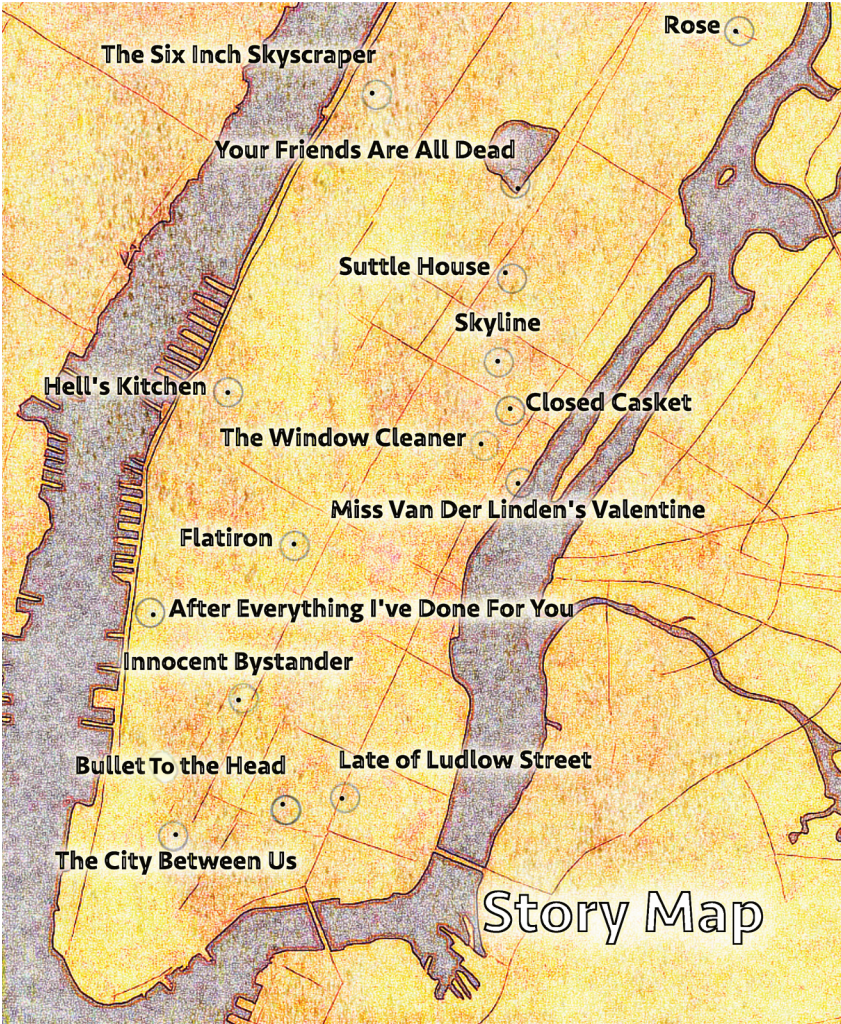 Rose
The Six Inch Skyscraper
Your Friends Are All Dead
Suttle House
Skyline
Hell's Kitchen
Closed Casket
The Window Cleaner
Miss Van Der Linden's Valentine
Flatiron
After Everything I've Done For You
Innocent Bystander
Late of Ludlow Street
Bullet To the Head
The City Between Us
Story Map